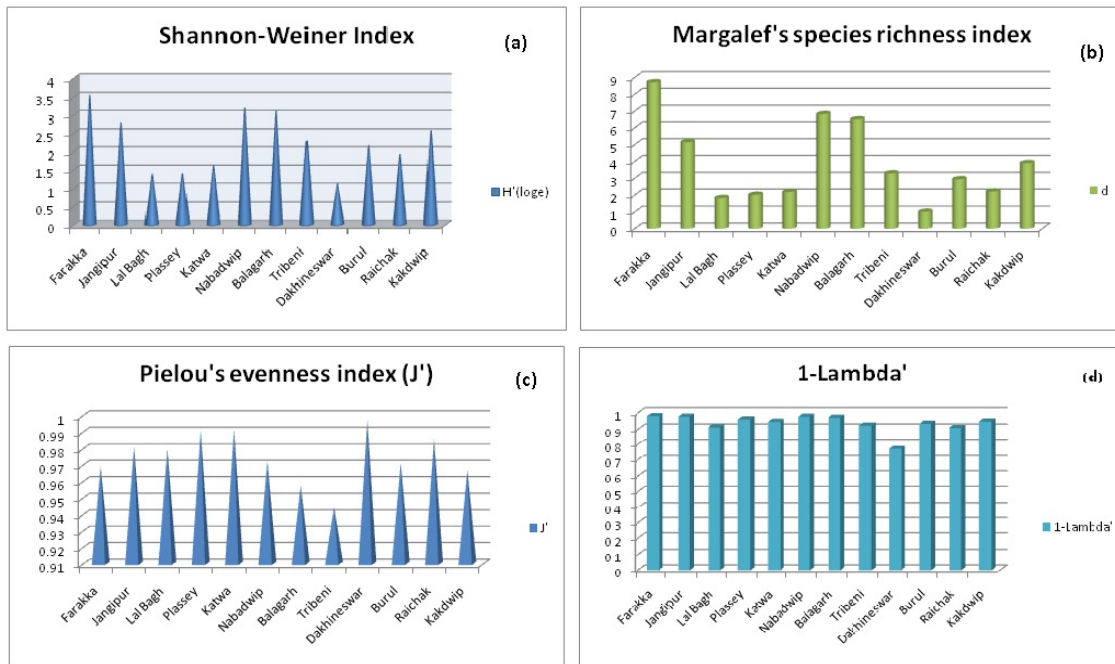 Shannon-Weiner Index
(a)
4
3.5
3
2.5
2
1.5
1
0.5
0
Farakka
Jangipur
Lal Bagh
Plassey
Katwa
Nabadwip
Balagarh
Tribeni
Dakhineswar
Burul
Raichak
Kakdwip
H'(loge)
Margalef's species richness index
(b)
9
8
7
6
5
4
3
2
1
0
Farakka
Jangipur
Lal Bagh
Plassey
Katwa
Nabadwip
Balagarh
Tribeni
Dakhineswar
Burul
Raichak
Kakdwip
d
Pielou's evenness index (J')
(c)
1
0.99
0.98
0.97
0.96
0.95
0.94
0.93
0.92
0.91
Farakka
Jangipur
Lal Bagh
Plassey
Katwa
Nabadwip
Balagarh
Tribeni
Dakhineswar
Burul
Raichak
Kakdwip
J'
1-Lambda'
(d)
1
0.9
0.8
0.7
0.6
0.5
0.4
0.3
0.2
0.1
0
Farakka
Jangipur
Lal Bagh
Plassey
Katwa
Nabadwip
Balagarh
Tribeni
Dakhineswar
Burul
Raichak
Kakdwip
1-Lambda'